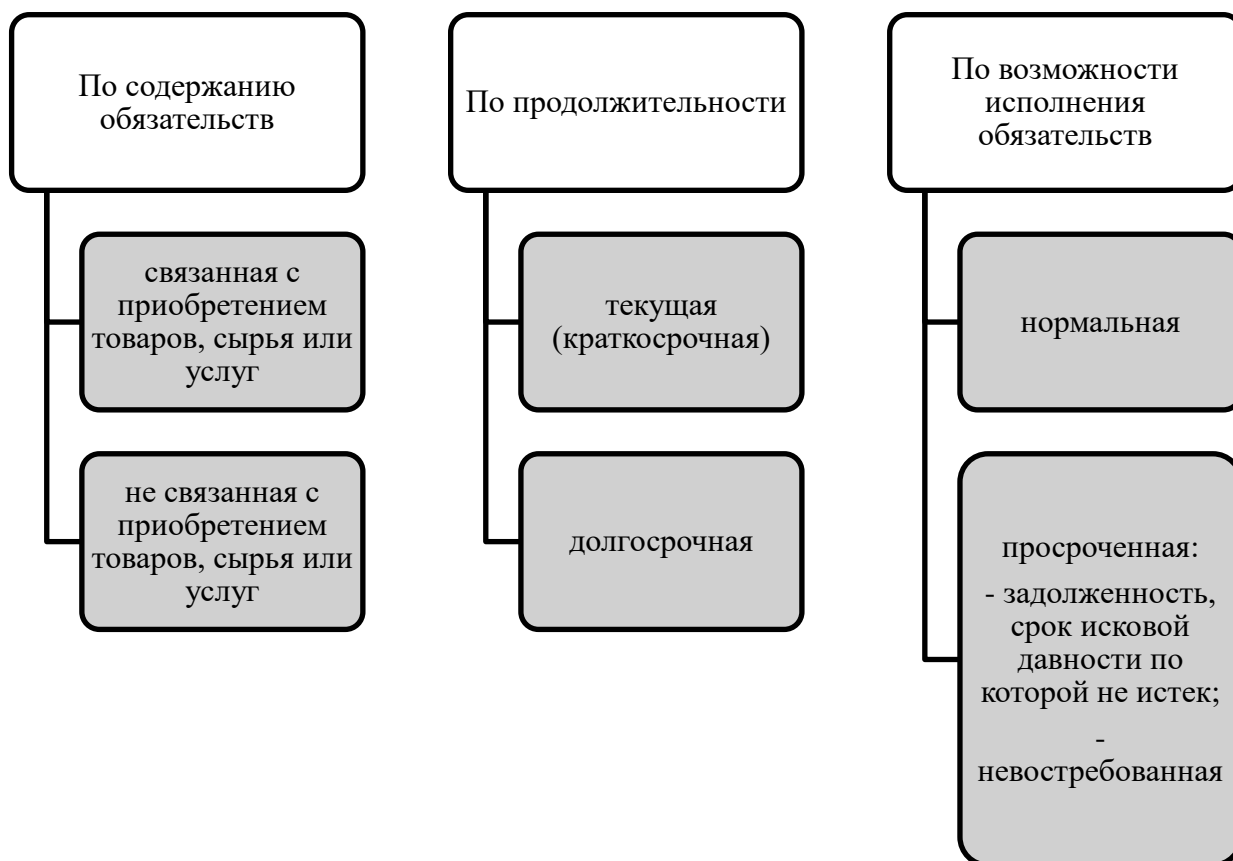 По содержанию
обязательств
связанная с
приобретением
товаров, сырья или
услуг
не связанная с
приобретением
товаров, сырья или
услуг
По продолжительности
текущая
(краткосрочная)
долгосрочная
По возможности
исполнения
обязательств
нормальная
просроченная:
- задолженность,
срок исковой
давности по
которой не истек;
-
невостребованная